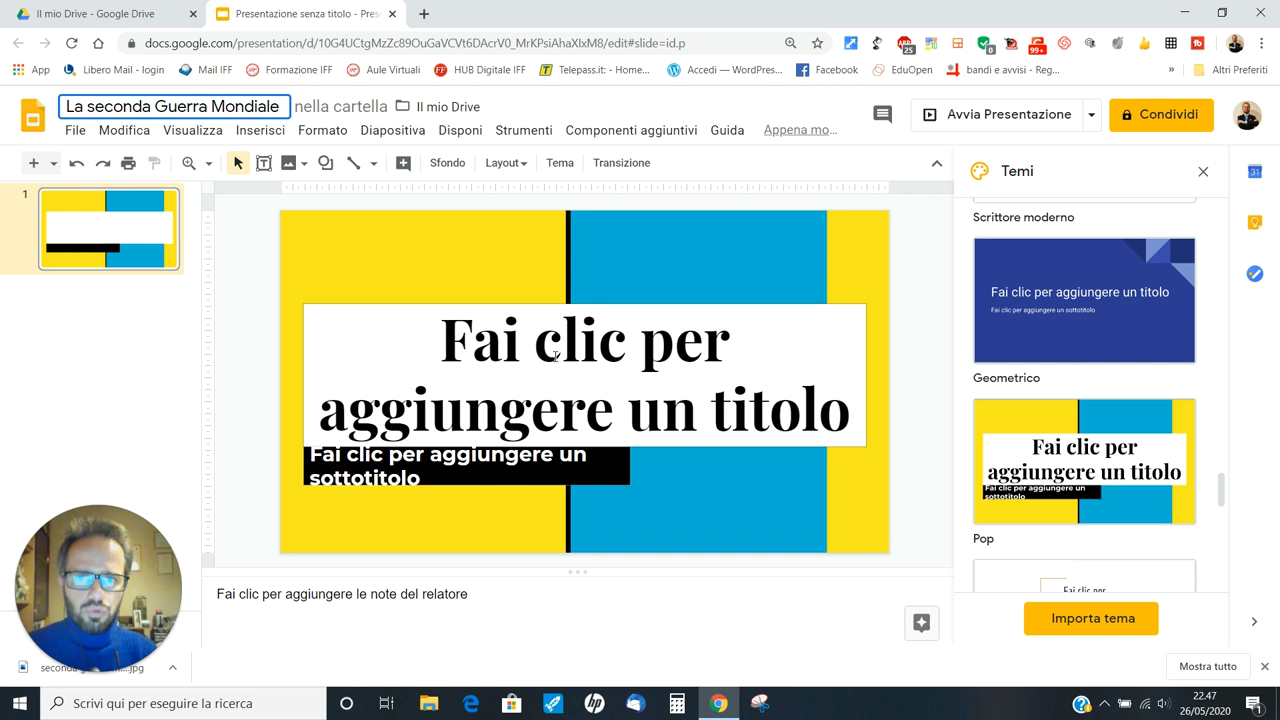 Il mio Drive - Google Drive
Presentazione senza titolo - Pres
docs.google.com/presentation/d/10G4UCtgMzZc89OuGaVCVt6DAcrV0_MrKPsiAhaXlxM8/edit#slide=id.p
25
0
99+
App
Libero Mail - login
Mail IFF
Formazione IFF
Aule Virtuali
HUB Digitale IFF
Telepass.it: - Home...
Accedi — WordPres...
Facebook
EduOpen
bandi e avvisi - Reg...
»
Altri Preferiti
La seconda Guerra Mondiale
nella cartella
Il mio Drive
File
Modifica
Visualizza
Inserisci
Formato
Diapositiva
Disponi
Strumenti
Componenti aggiuntivi
Guida
Appena mo...
Avvia Presentazione
Condividi
Sfondo
Layout
Tema
Transizione
1
Fai clic per
aggiungere un titolo
Fai clic per aggiungere un
sottotitolo
Fai clic per aggiungere le note del relatore
Temi
Scrittore moderno
Fai clic per aggiungere un titolo
Fai clic per aggiungere un sottotitolo
Geometrico
Fai clic per
aggiungere un titolo
Fai clic per aggiungere un
sottotitolo
Pop
Fai clic per
Importa tema
31
Mostra tutto
Scrivi qui per eseguire la ricerca
22.47
26/05/2020